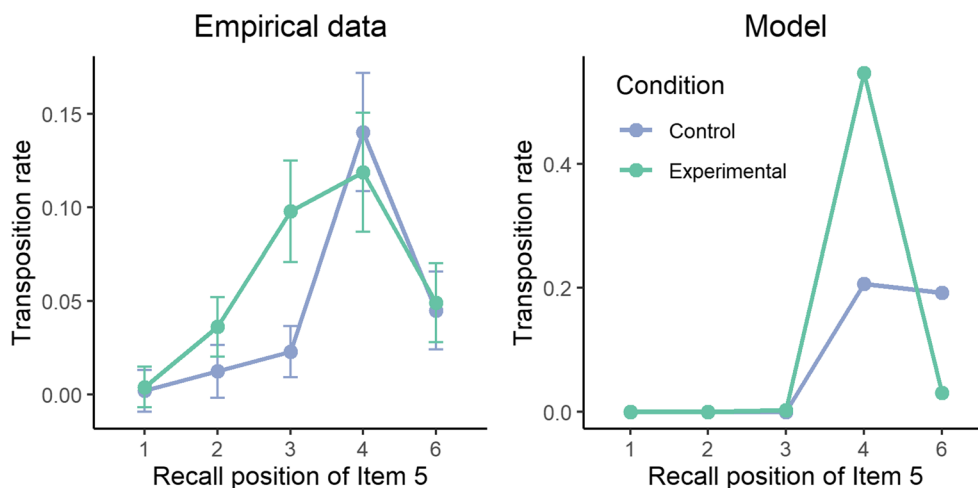 Empirical data
Transposition rate
0.15
0.10
0.05
0.00
1 2 3 4 6
Recall position of Item 5
Model
Transposition rate
0.4
0.2
0.0
Condition
Control
Experimental
1 2 3 4 6
Recall position of Item 5